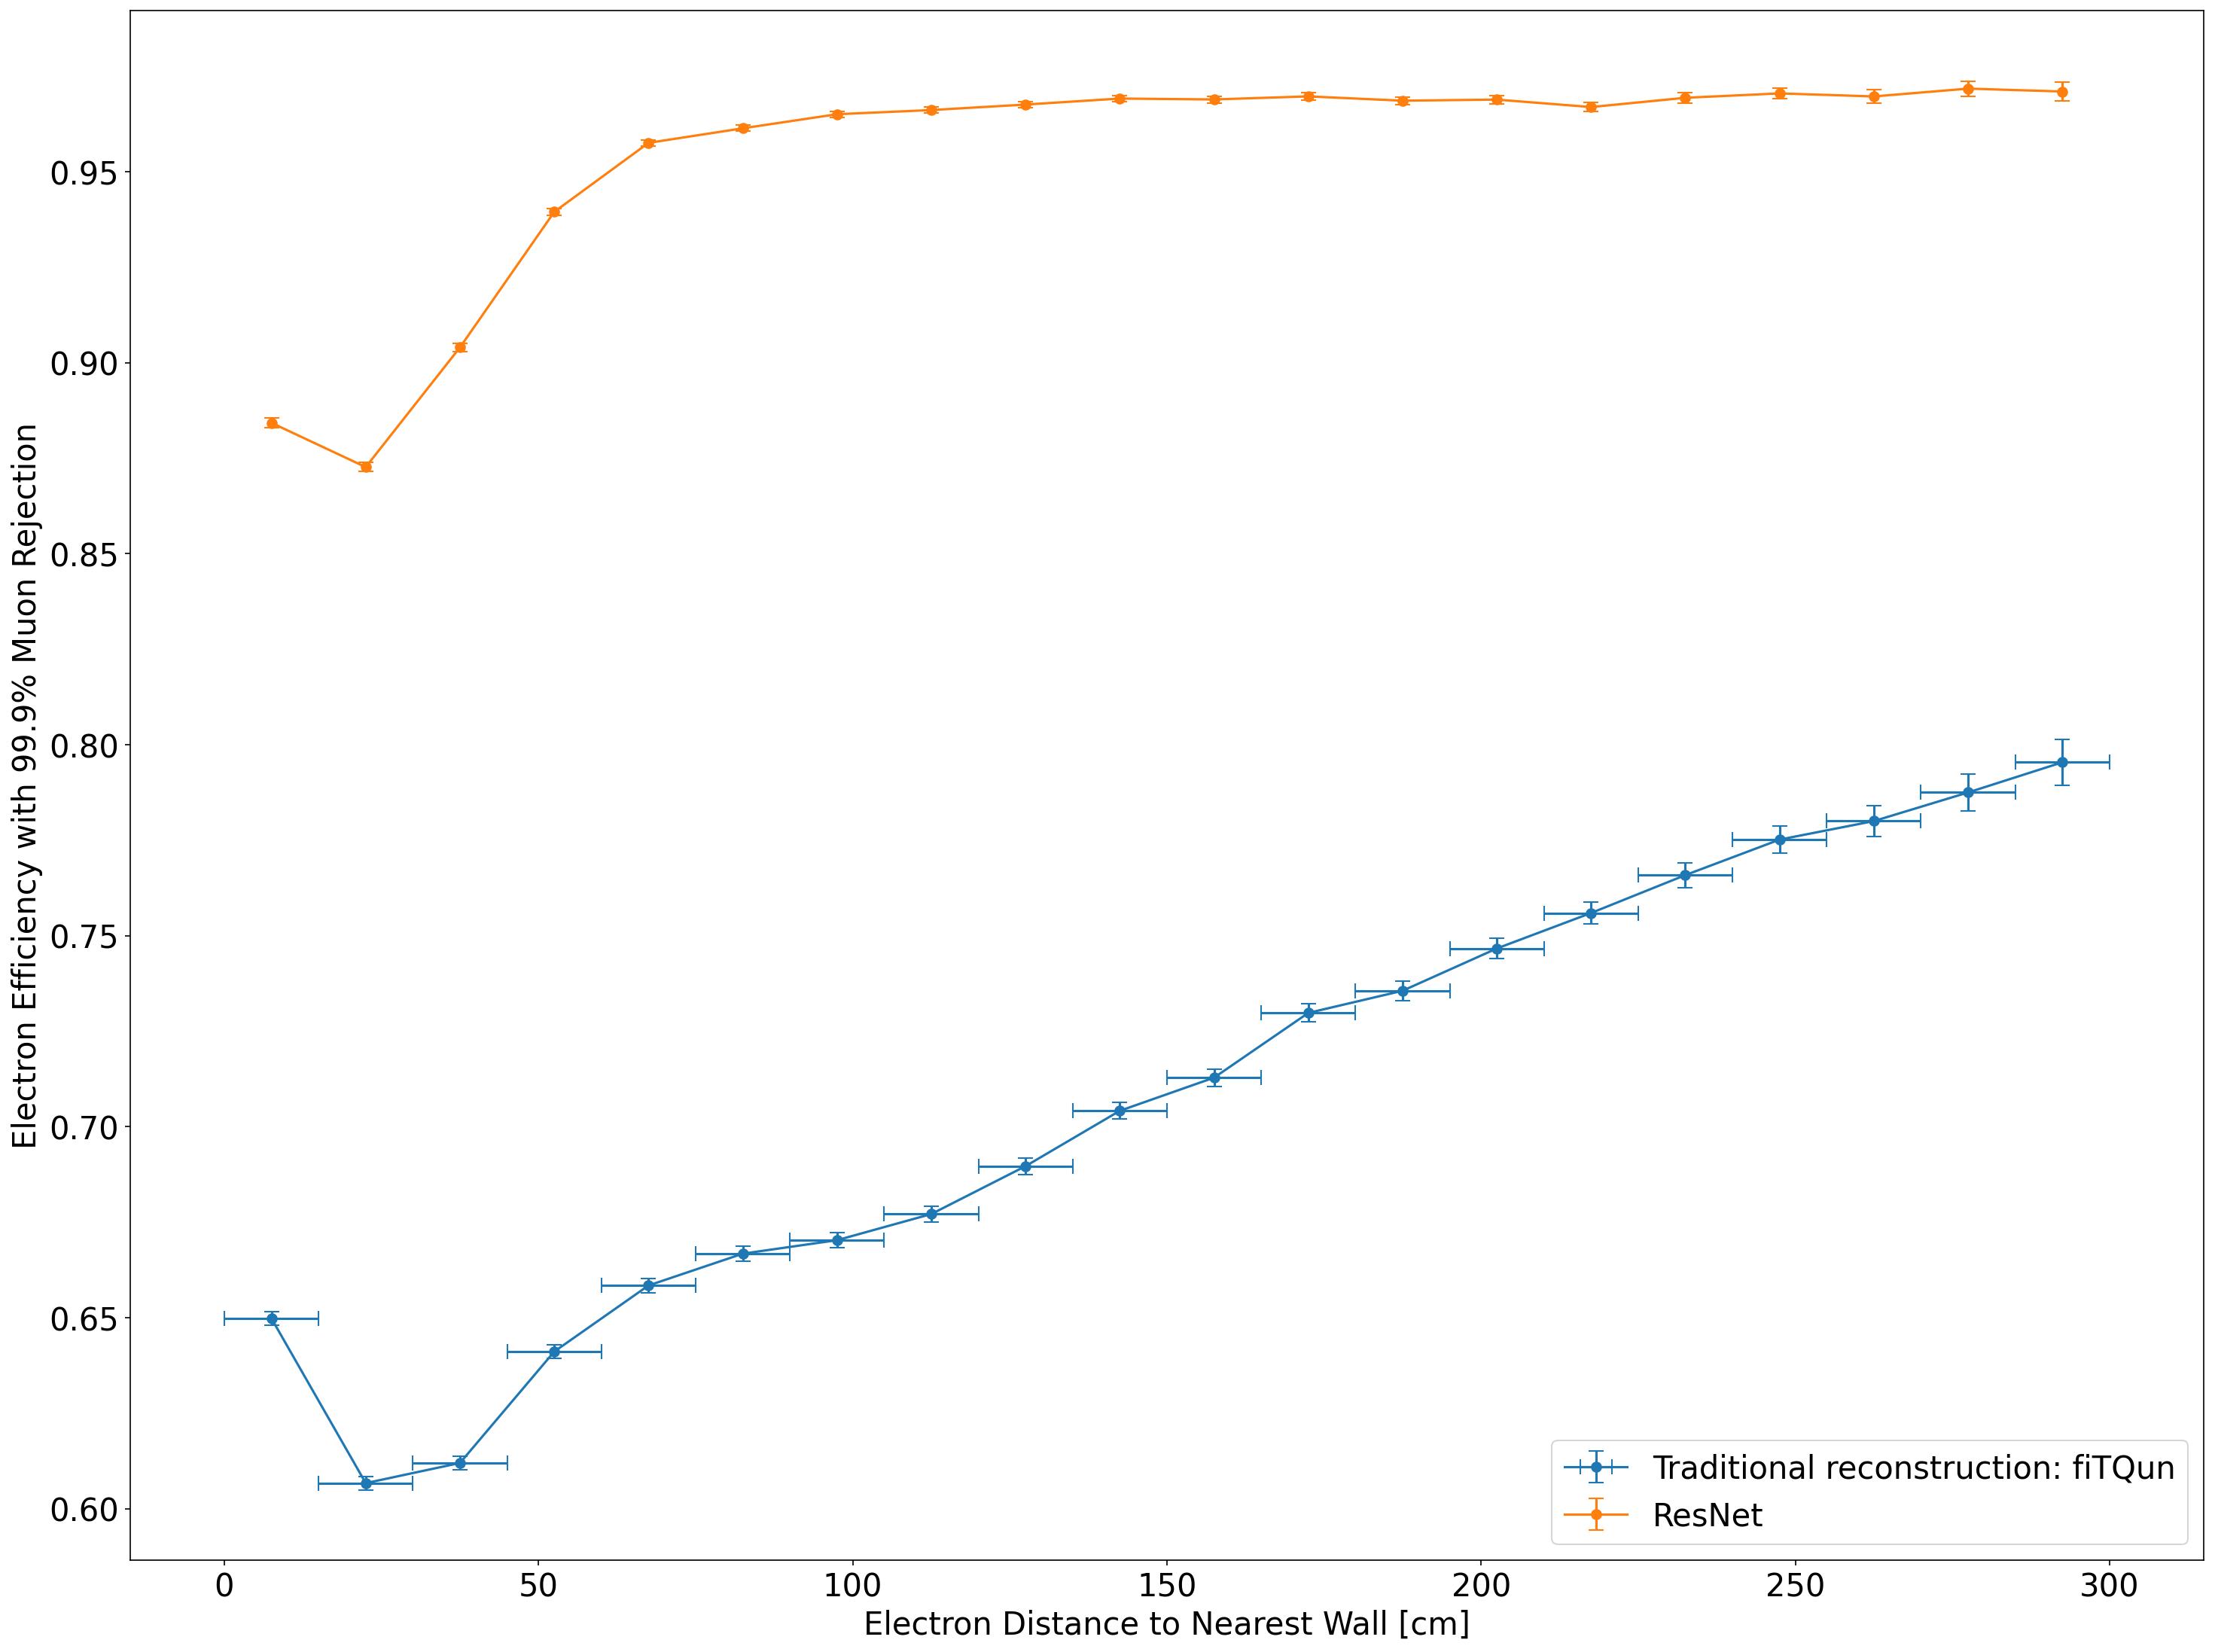 Electron Efficiency with 99.9% Muon Rejection
0.95
0.90
0.85
0.80
0.75
0.70
0.65
0.60
Traditional reconstruction: fiTQun
ResNet
0 50 100 150 200 250 300
Electron Distance to Nearest Wall [cm]